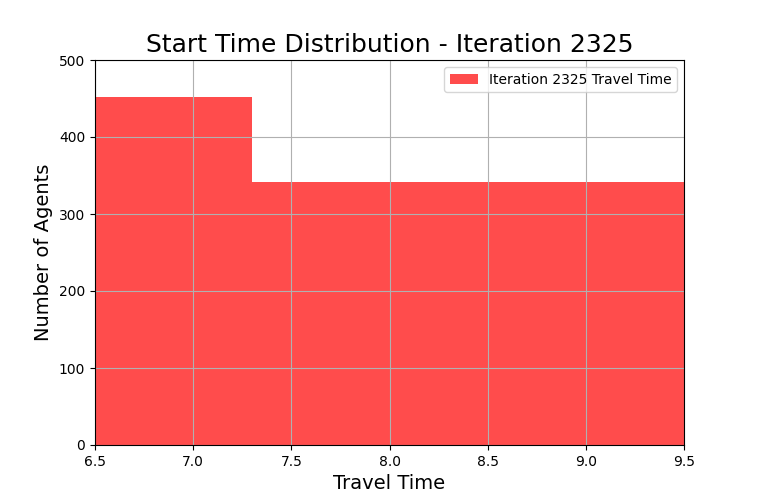 Start Time Distribution - Iteration 2325
500
400
300
200
100
0
Number of Agents
Iteration 2325 Travel Time
6.5 7.0 7.5 8.0 8.5 9.0 9.5
Travel Time